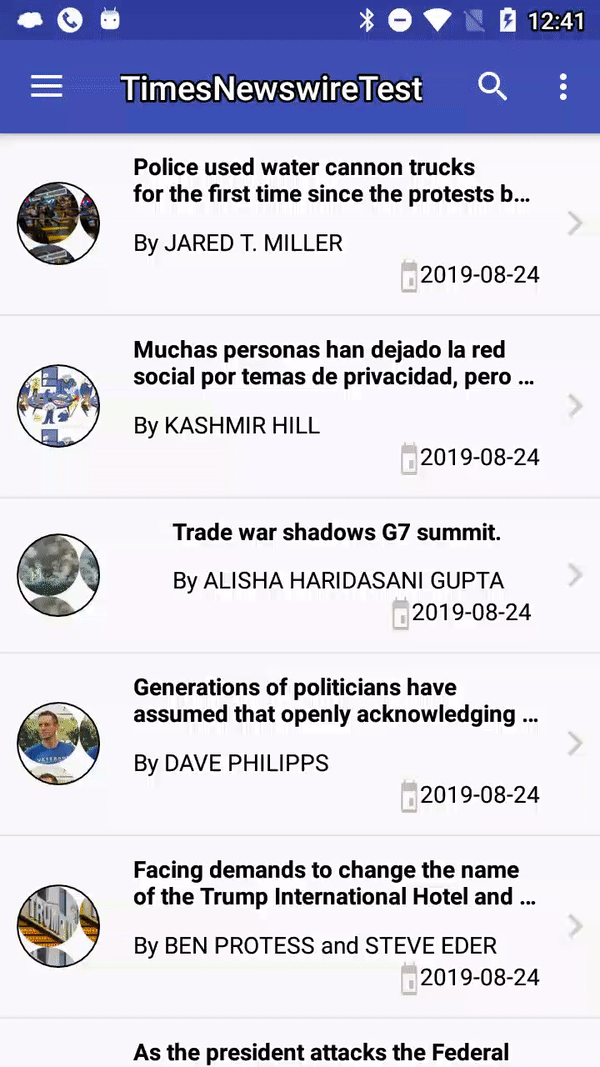 12:41
TimesNewswireTest
Police used water cannon trucks
for the first time since the protests b...
By JARED T. MILLER
2019-08-24
Muchas personas han dejado la red
social por temas de privacidad, pero ...
By KASHMIR HILL
2019-08-24
Trade war shadows G7 summit.
By ALISHA HARIDASANI GUPTA
2019-08-24
Generations of politicians have
assumed that openly acknowledging ...
By DAVE PHILIPPS
2019-08-24
Facing demands to change the name
of the Trump International Hotel and ...
By BEN PROTESS and STEVE EDER
2019-08-24
As the president attacks the Federal